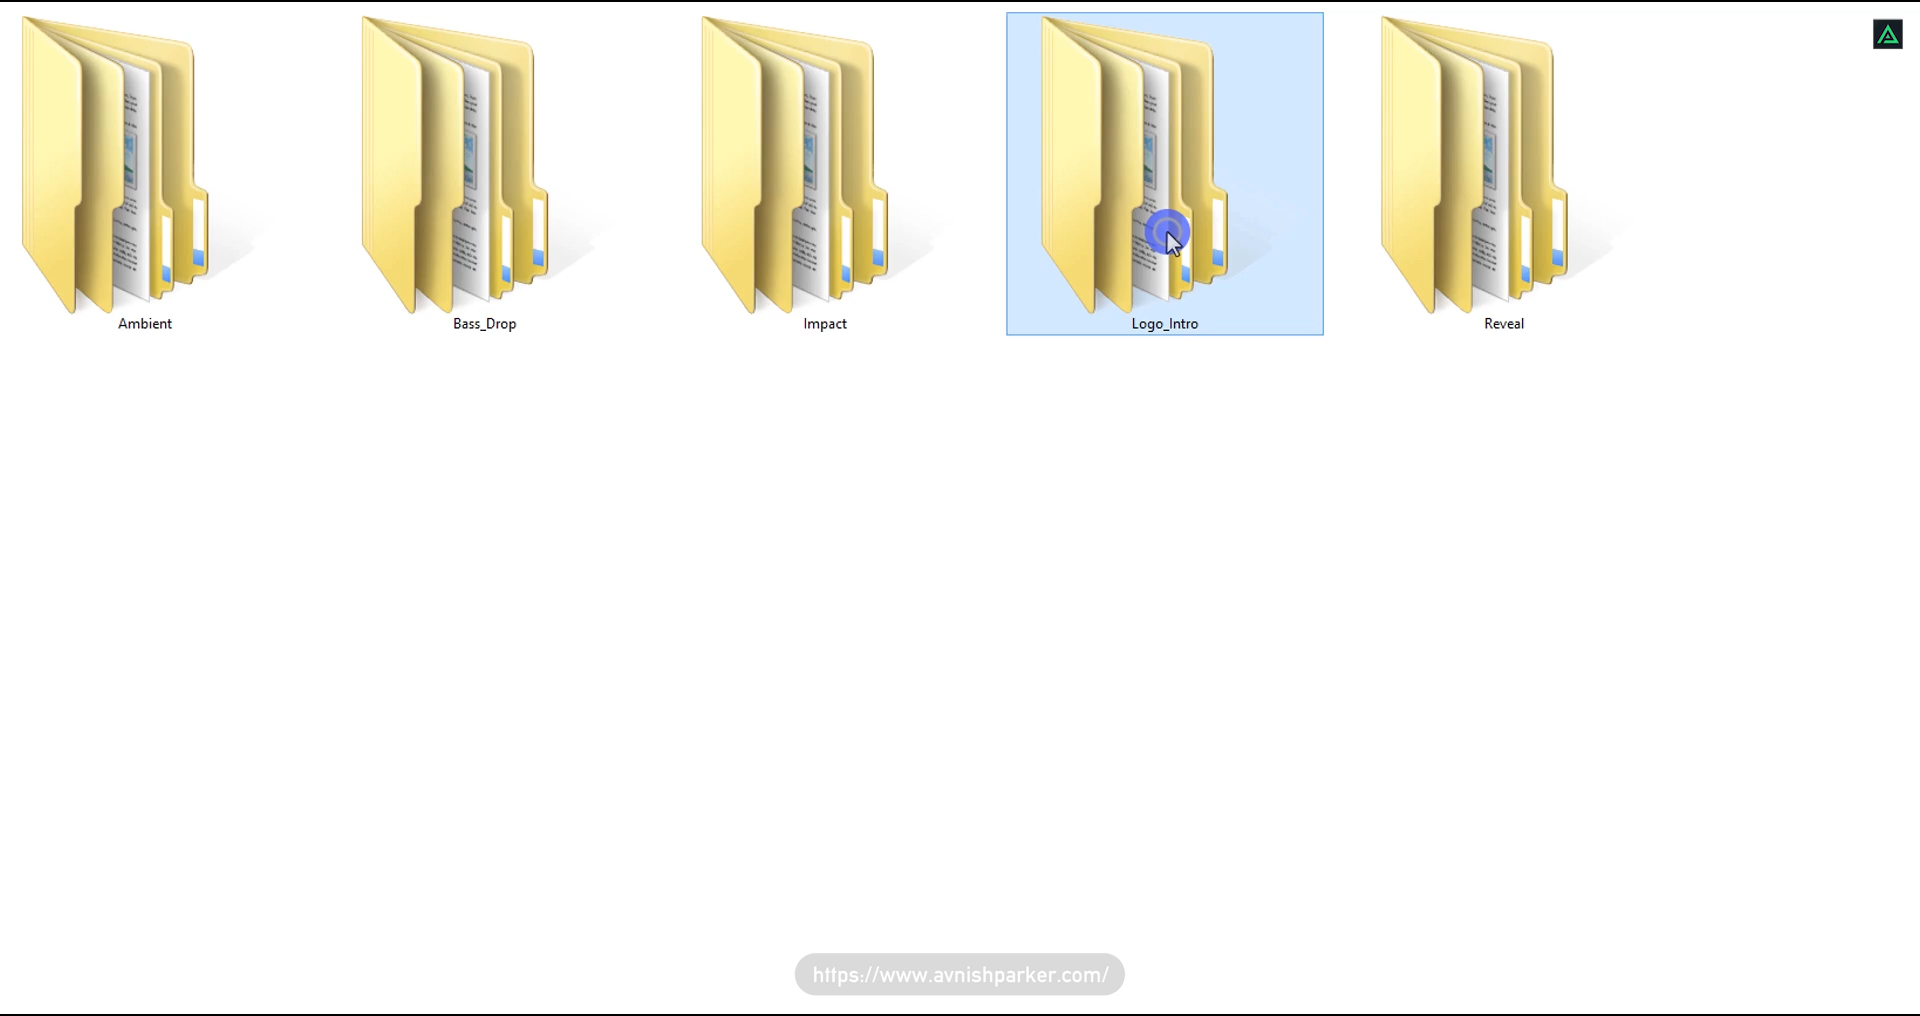 Ambient
Bass_Drop
Impact
Logo_Intro
Reveal
https://www.avnishparker.com/